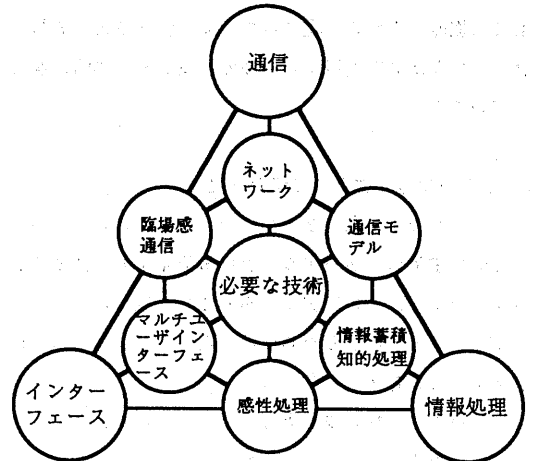 通信
ネット
ワーク
臨場感
通信
通信モ
デル
必要な技術
マルチユ
ーザイン
ターフェ
ース
情報蓄積
知的処理
インター
フェース
感性処理
情報処理